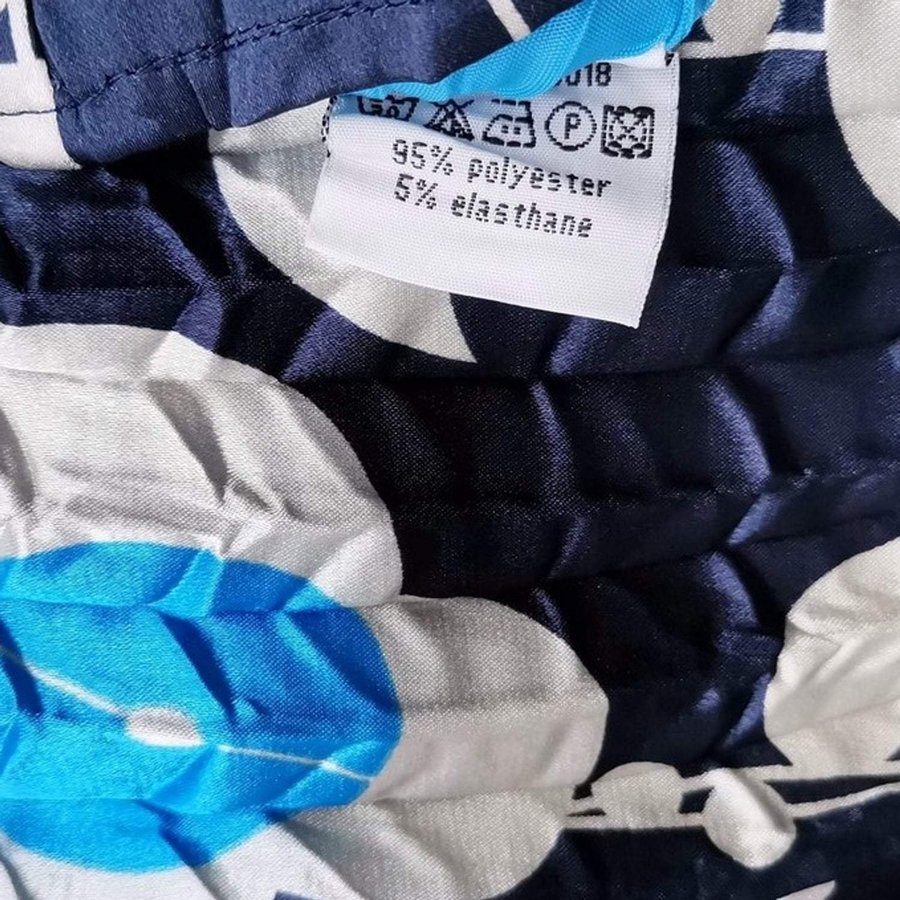 P
95% polyester
5% elasthane